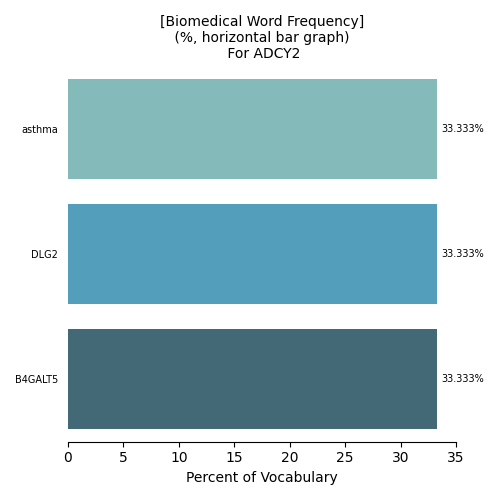 [Biomedical Word Frequency]
(%, horizontal bar graph)
For ADCY2
asthma
33.333%
DLG2
33.333%
B4GALT5
33.333%
0 5 10 15 20 25 30 35
Percent of Vocabulary